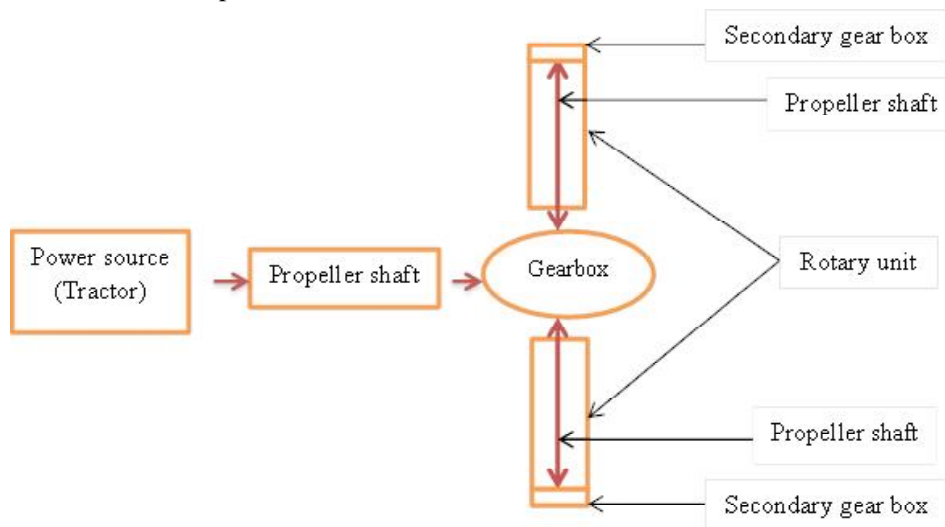 Secondary gear box
Propeller shaft
Power source
(Tractor)
Propeller shaft
Gearbox
Rotary unit
Propeller shaft
Secondary gear box